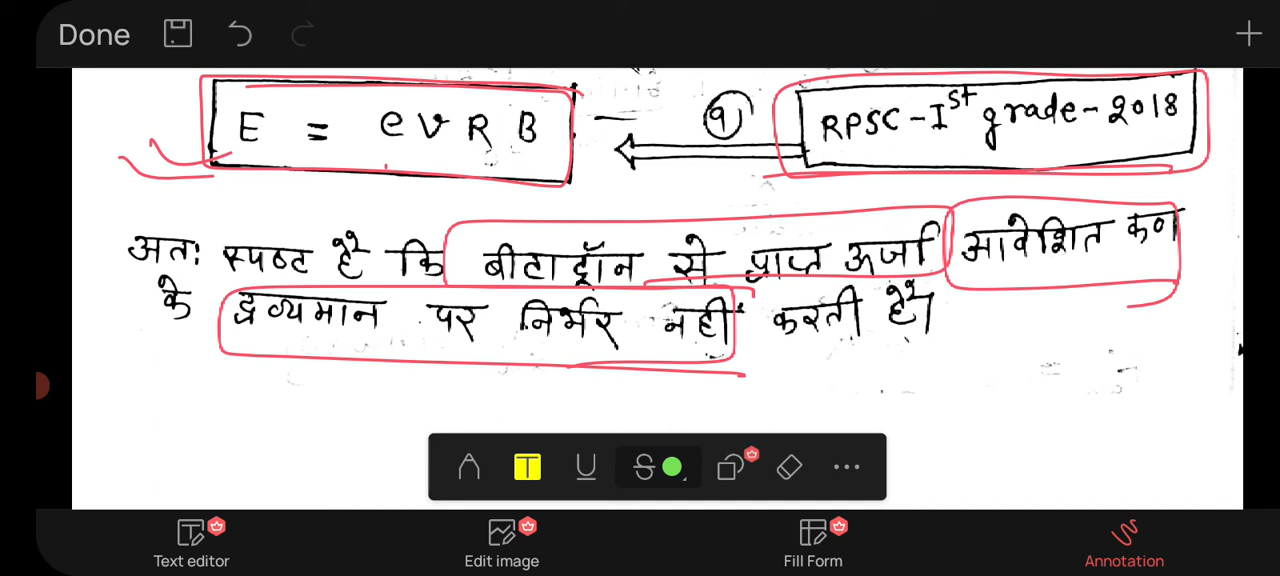 Done
E = e v R B — ⑨ RPSC-Ist grade-2018
अतः स्पष्ट है कि बीटाट्रॉन से प्राप्त ऊर्जा आवेशित कण
के द्रव्यमान पर निर्भर नहीं करती है।
Text editor
Edit image
Fill Form
Annotation